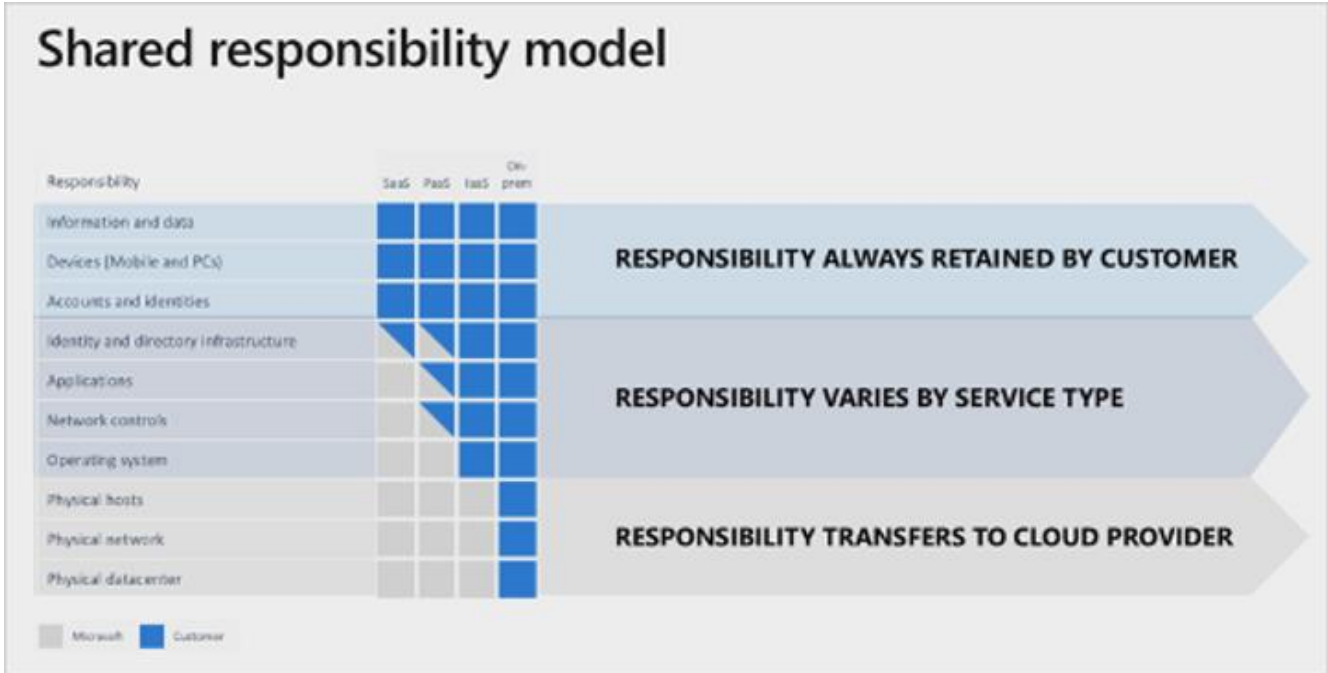 Shared responsibility model
Responsibility
SaaS PaaS IaaS On-prem
Information and data
Devices (Mobile and PCs)
Accounts and identities
RESPONSIBILITY ALWAYS RETAINED BY CUSTOMER
Identity and directory infrastructure
Applications
Network controls
Operating system
RESPONSIBILITY VARIES BY SERVICE TYPE
Physical hosts
Physical network
Physical datacenter
RESPONSIBILITY TRANSFERS TO CLOUD PROVIDER
Microsoft Customer